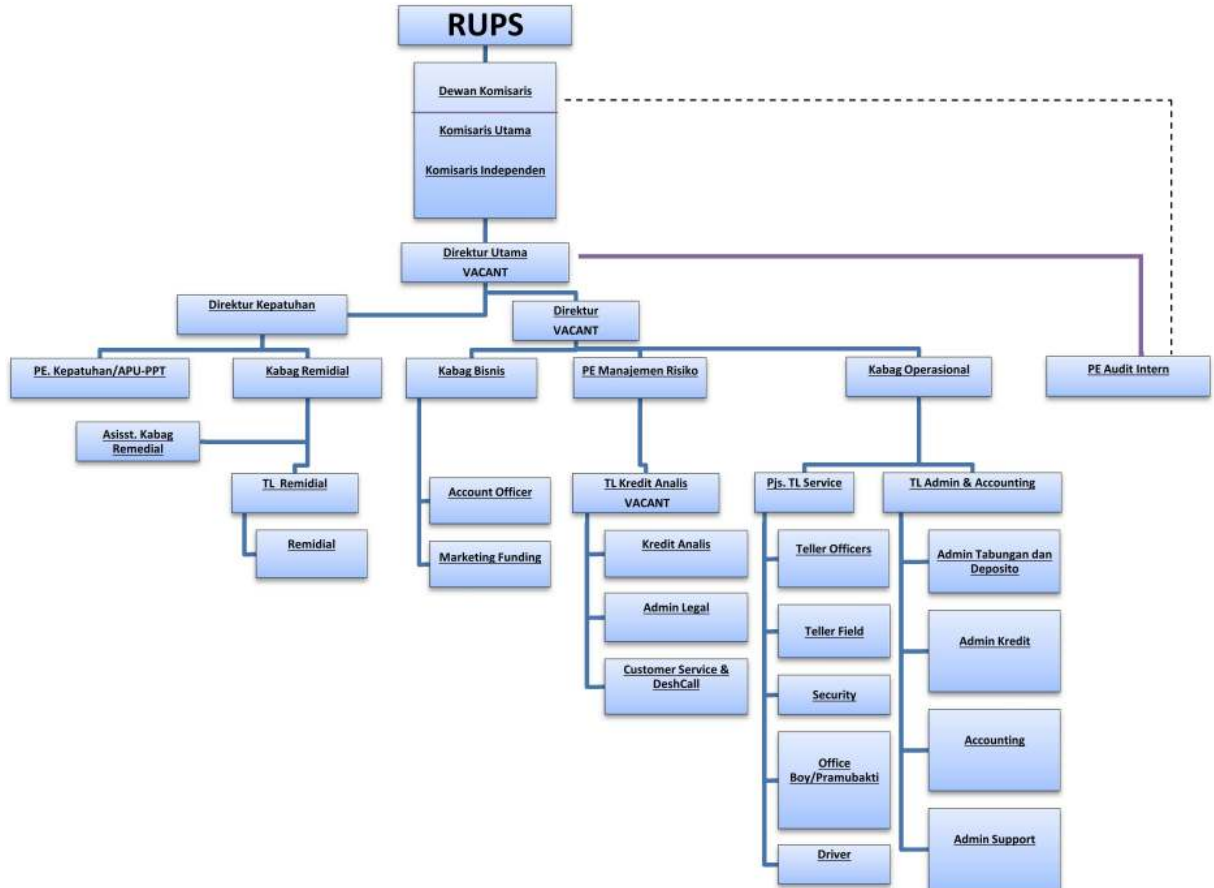 RUPS
Dewan Komisaris
Komisaris Utama
Komisaris Independen
Direktur Utama
VACANT
Direktur Kepatuhan
Direktur
VACANT
PE. Kepatuhan/APU-PPT
Kabag Remidial
Kabag Bisnis
PE Manajemen Risiko
Kabag Operasional
PE Audit Intern
Asisst. Kabag
Remedial
TL  Remidial
Remidial
Account Officer
Marketing Funding
TL Kredit Analis
VACANT
Kredit Analis
Admin Legal
Customer Service &
DeshCall
Pjs. TL Service
Teller Officers
Teller Field
Security
Office
Boy/Pramubakti
Driver
TL Admin & Accounting
Admin Tabungan dan
Deposito
Admin Kredit
Accounting
Admin Support